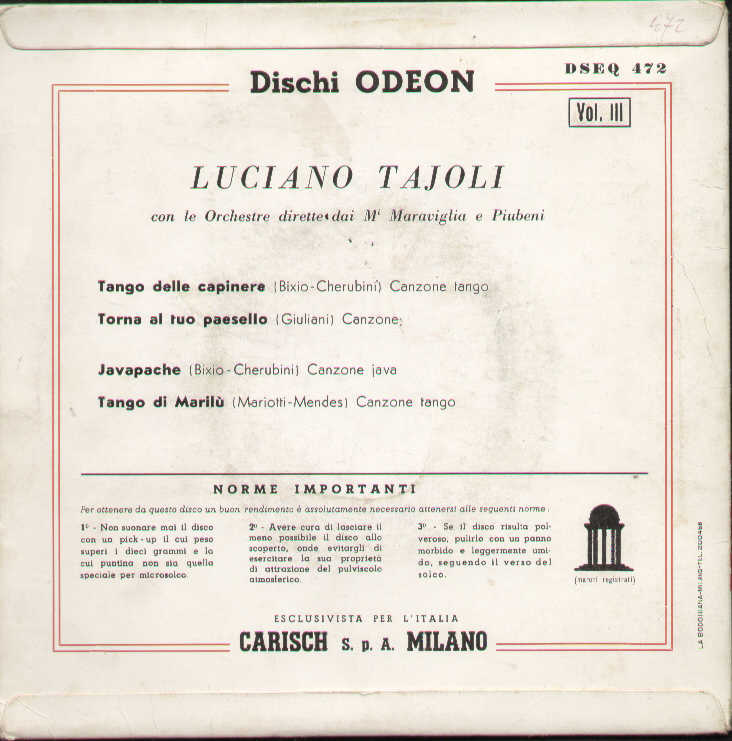 472
DSEQ 472
Dischi ODEON
Vol. III
LUCIANO TAJOLI
con le Orchestre dirette dai Mⁱ Maraviglia e Piubeni
Tango delle capinere (Bixio-Cherubini) Canzone tango
Torna al tuo paesello (Giuliani) Canzone
Javapache (Bixio-Cherubini) Canzone java
Tango di Marilù (Mariotti-Mendes) Canzone tango
NORME IMPORTANTI
Per ottenere da questo disco un buon rendimento è assolutamente necessario attenersi alle seguenti norme:
1º - Non suonare mai il disco
con un pick-up il cui peso
superi i dieci grammi e la
cui puntina non sia quella
speciale per microsolco.
2º - Avere cura di lasciare il
meno possibile il disco allo
scoperto, onde evitargli di
esercitare la sua proprietà
di attrazione del pulviscolo
atmosferico.
3º - Se il disco risulta pol-
veroso, pulirlo con un panno
morbido e leggermente umi-
do, seguendo il verso del
solco.
(marchi registrati)
ESCLUSIVISTA PER L'ITALIA
CARISCH S. p. A. MILANO